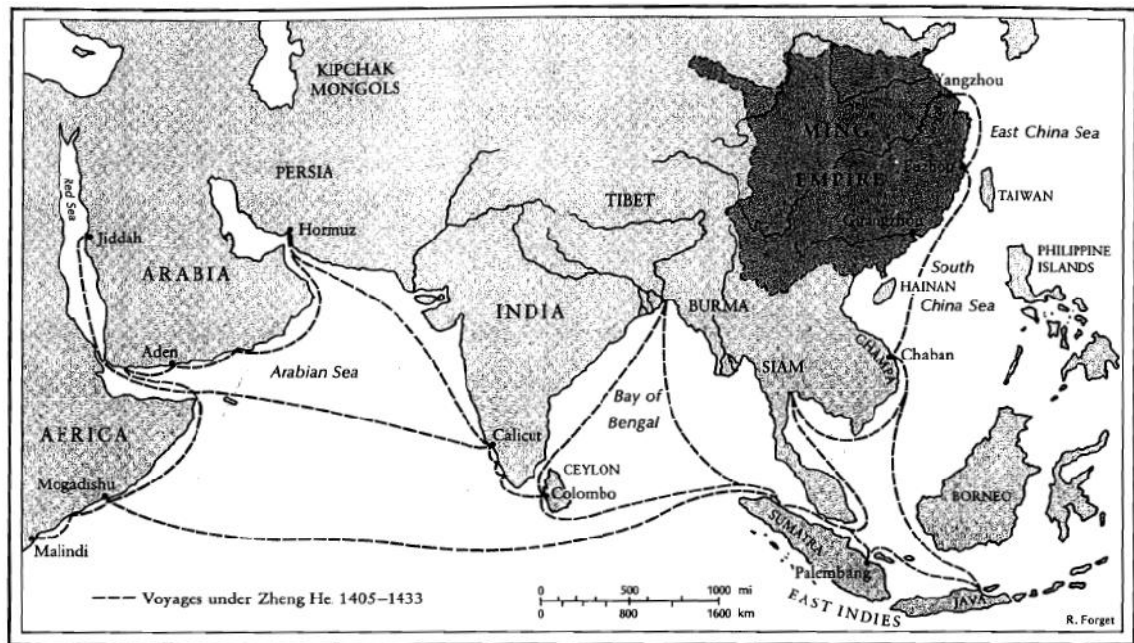 KIPCHAK
MONGOLS
Yangzhou
MING
East China Sea
EMPIRE
Fuzhou
PERSIA
TIBET
TAIWAN
Red Sea
Guangzhou
Hormuz
Jiddah
PHILIPPINE
ISLANDS
ARABIA
South
HAINAN
China Sea
INDIA
BURMA
CHAMPA
Chaban
Aden
SIAM
Arabian Sea
Bay of
Bengal
AFRICA
Calicut
CEYLON
Colombo
Mogadishu
BORNEO
SUMATRA
Malindi
Palembang
Voyages under Zheng He 1405–1433
0 500 1000 mi
0 800 1600 km
EAST INDIES
JAVA
R. Forget